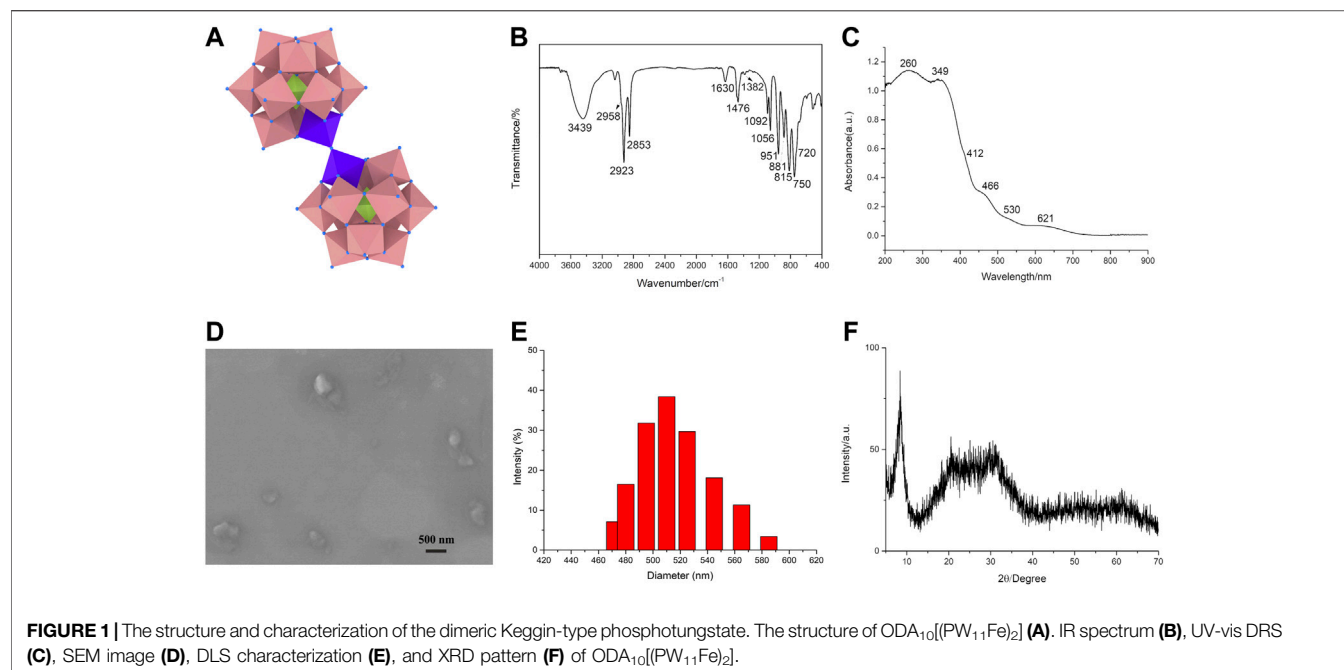 A
B
Transmittance/%
3439
2958
2923
2853
1630
1476
1382
1092
1056
951
881
815
750
720
4000 3600 3200 2800 2400 2000 1600 1200 800 400
Wavenumber/cm⁻¹
C
Absorbance(a.u.)
1.2
1.0
0.8
0.6
0.4
0.2
0.0
260
349
412
466
530
621
200 300 400 500 600 700 800 900
Wavelength/nm
D
500 nm
E
Intensity (%)
50
40
30
20
10
0
420 440 460 480 500 520 540 560 580 600 620
Diameter (nm)
F
Intensity/a.u.
100
50
0
10 20 30 40 50 60 70
2θ/Degree
FIGURE 1 | The structure and characterization of the dimeric Keggin-type phosphotungstate. The structure of ODA₁₀[(PW₁₁Fe)₂] (A). IR spectrum (B), UV-vis DRS
(C), SEM image (D), DLS characterization (E), and XRD pattern (F) of ODA₁₀[(PW₁₁Fe)₂].